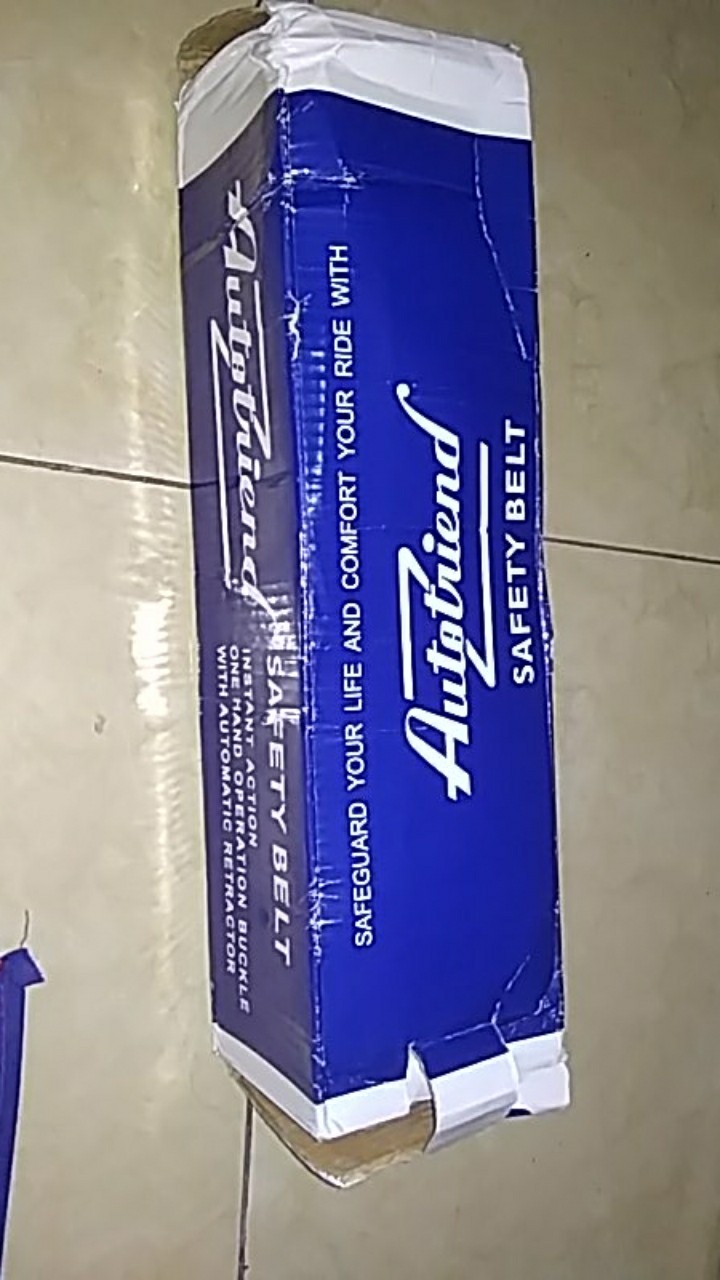 SAFEGUARD YOUR LIFE AND COMFORT YOUR RIDE WITH
Autofriend
SAFETY BELT
Autofriend
SAFETY BELT
INSTANT ACTION
ONE HAND OPERATION BUCKLE
WITH AUTOMATIC RETRACTOR